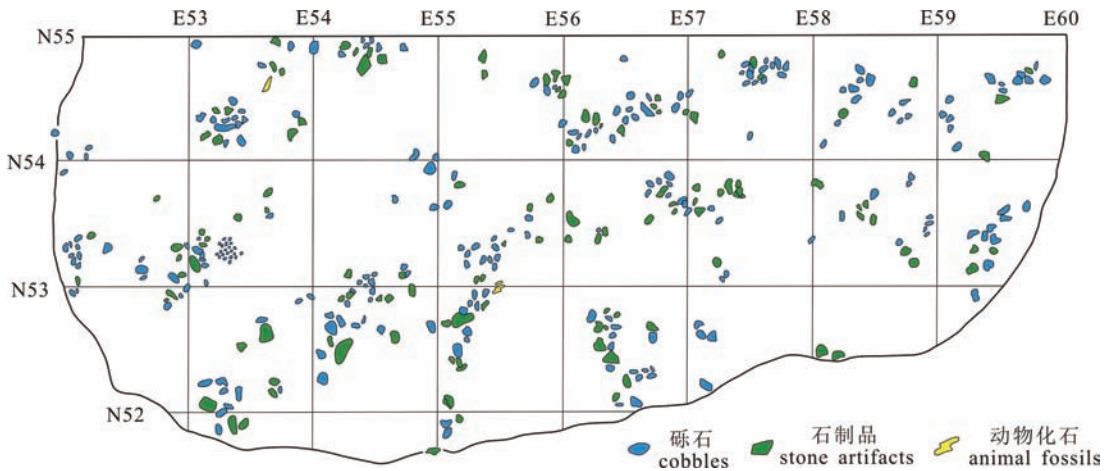 E53 E54 E55 E56 E57 E58 E59 E60
N55
N54
N53
N52
砾石 石制品 动物化石
cobbles stone artifacts animal fossils